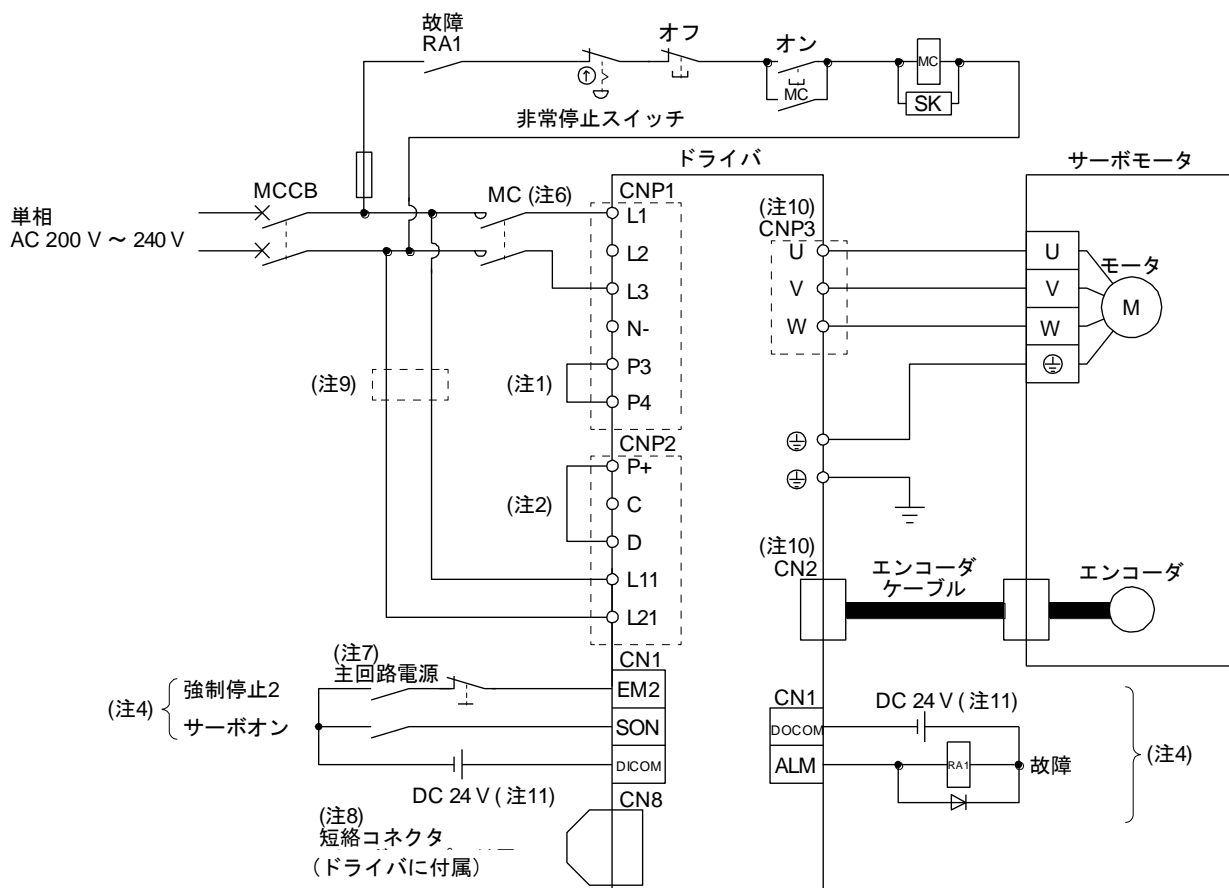 故障
RA1
オフ
オン
MC
MC
SK
非常停止スイッチ
ドライバ
サーボモータ
単相
AC 200 V ～ 240 V
MCCB
MC (注6)
CNP1
L1
L2
L3
N-
P3
P4
(注1)
(注9)
CNP2
P+
C
D
L11
L21
(注2)
(注10)
CNP3
U
V
W
U
V
W
モータ
M
(注10)
CN2
エンコーダ
ケーブル
エンコーダ
(注4)
強制停止2
サーボオン
(注7)
主回路電源
CN1
EM2
SON
DICOM
DC 24 V ( 注11)
CN1
DOCOM
ALM
DC 24 V ( 注11)
RA1
故障
(注4)
CN8
(注8)
短絡コネクタ
（ドライバに付属）